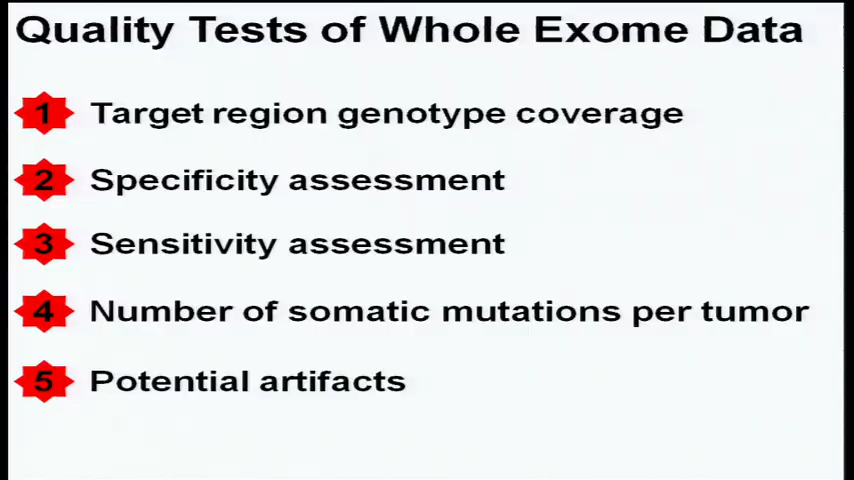 Quality Tests of Whole Exome Data
1 Target region genotype coverage
2 Specificity assessment
3 Sensitivity assessment
4 Number of somatic mutations per tumor
5 Potential artifacts